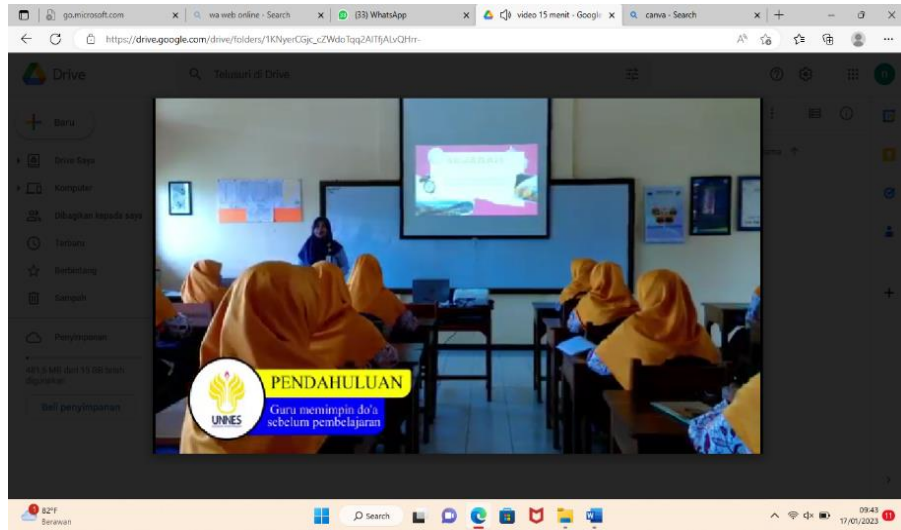 go.microsoft.com
wa web online - Search
(33) WhatsApp
video 15 menit - Google
canva - Search
https://drive.google.com/drive/folders/
Drive
Telusuri di Drive
Baru
Drive Saya
Komputer
Dibagikan kepada saya
Terbaru
Berbintang
Sampah
Penyimpanan
Beli penyimpanan
PENDAHULUAN
Guru memimpin do'a
sebelum pembelajaran
UNNES
82°F
Berawan
Search
09:43
17/01/2023
11